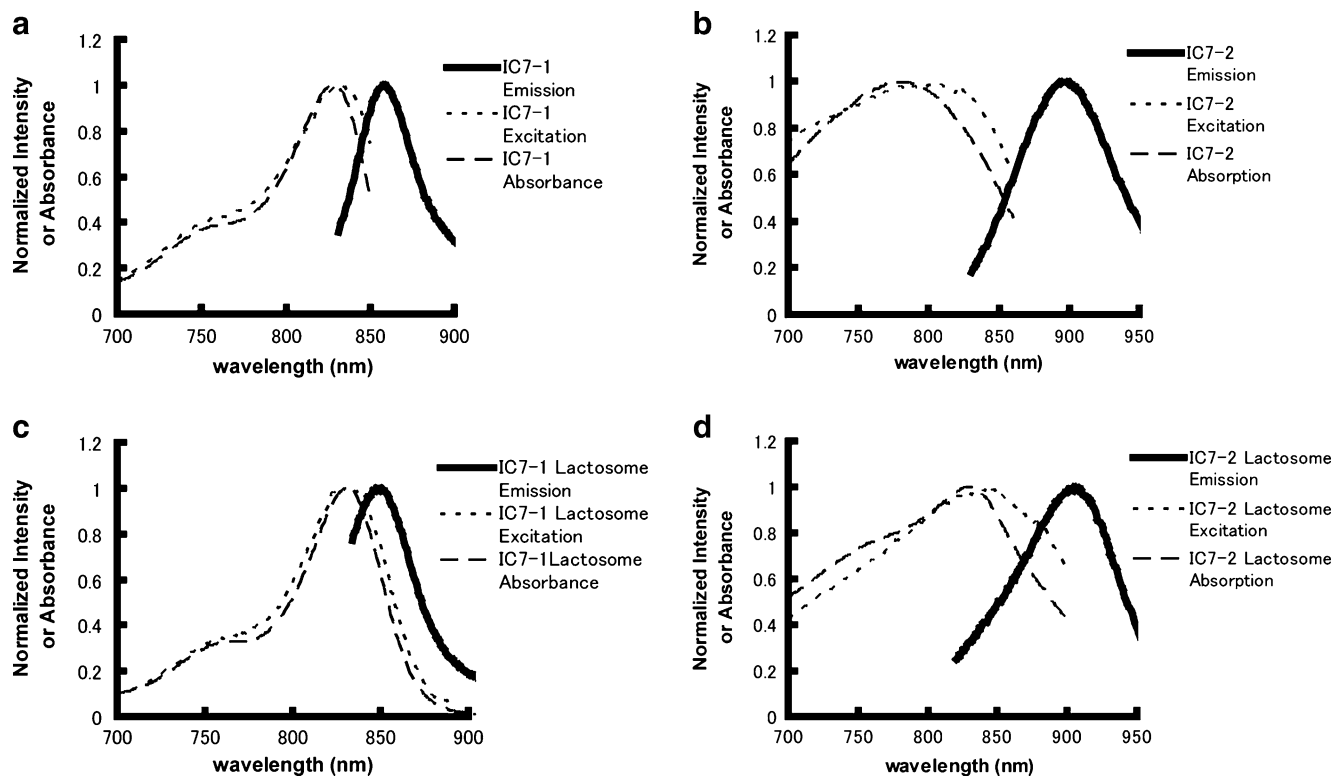 a
1.2
1
0.8
0.6
0.4
0.2
0
Normalized Intensity
or Absorbance
700 750 800 850 900
wavelength (nm)
IC7-1
Emission
IC7-1
Excitation
IC7-1
Absorbance
b
1.2
1
0.8
0.6
0.4
0.2
0
Normalized Intensity
or Absorbance
700 750 800 850 900 950
wavelength (nm)
IC7-2
Emission
IC7-2
Excitation
IC7-2
Absorption
c
1.2
1
0.8
0.6
0.4
0.2
0
Normalized Intensity
or Absorbance
700 750 800 850 900
wavelength (nm)
IC7-1 Lactosome
Emission
IC7-1 Lactosome
Excitation
IC7-1Lactosome
Absorbance
d
1.2
1
0.8
0.6
0.4
0.2
0
Normalized Intensity
or Absorbance
700 750 800 850 900 950
wavelength (nm)
IC7-2 Lactosome
Emission
IC7-2 Lactosome
Excitation
IC7-2 Lactosome
Absorption